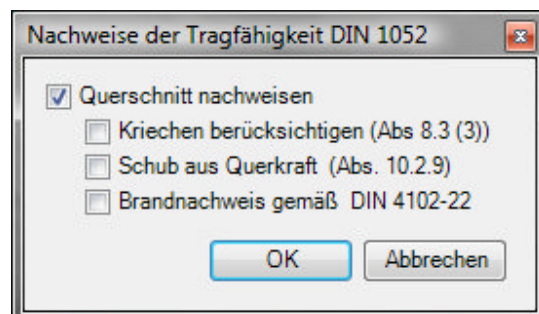 Nachweise der Tragfähigkeit DIN 1052
Querschnitt nachweisen
Kriechen berücksichtigen (Abs 8.3 (3))
Schub aus Querkraft (Abs. 10.2.9)
Brandnachweis gemäß DIN 4102-22
OK
Abbrechen